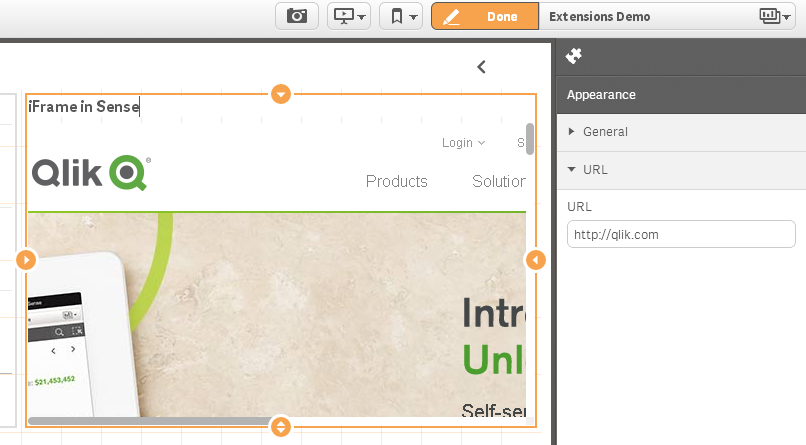 Done
Extensions Demo
Appearance
iFrame in Sense
General
Login
S
URL
Qlik
Products
Solution
URL
http://qlik.com
Intr
Unl
$21,453,452
Self-ser